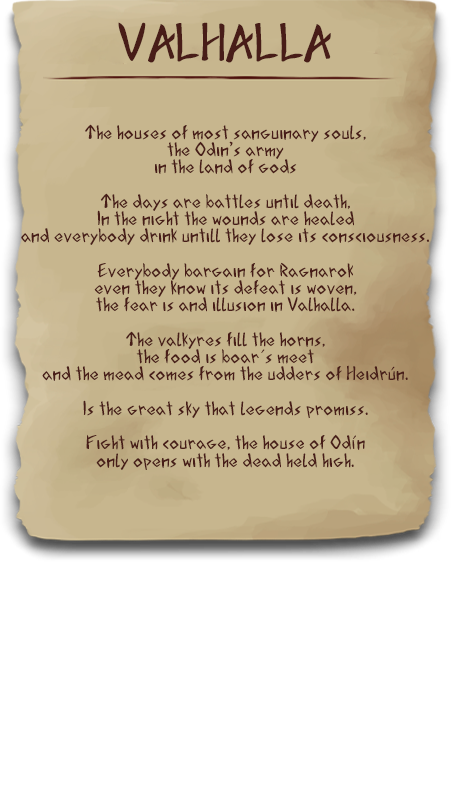 VALHALLA
The houses of most sanguinary souls,
the Odin's army
in the land of gods
The days are battles until death,
In the night the wounds are healed
and everybody drink untill they lose its consciousness.
Everybody bargain for Ragnarok
even they know its defeat is woven,
the fear is and illusion in Valhalla.
The valkyres fill the horns,
the food is boar´s meet
and the mead comes from the udders of Heidrún.
Is the great sky that legends promiss.
Fight with courage, the house of Odín
only opens with the dead held high.